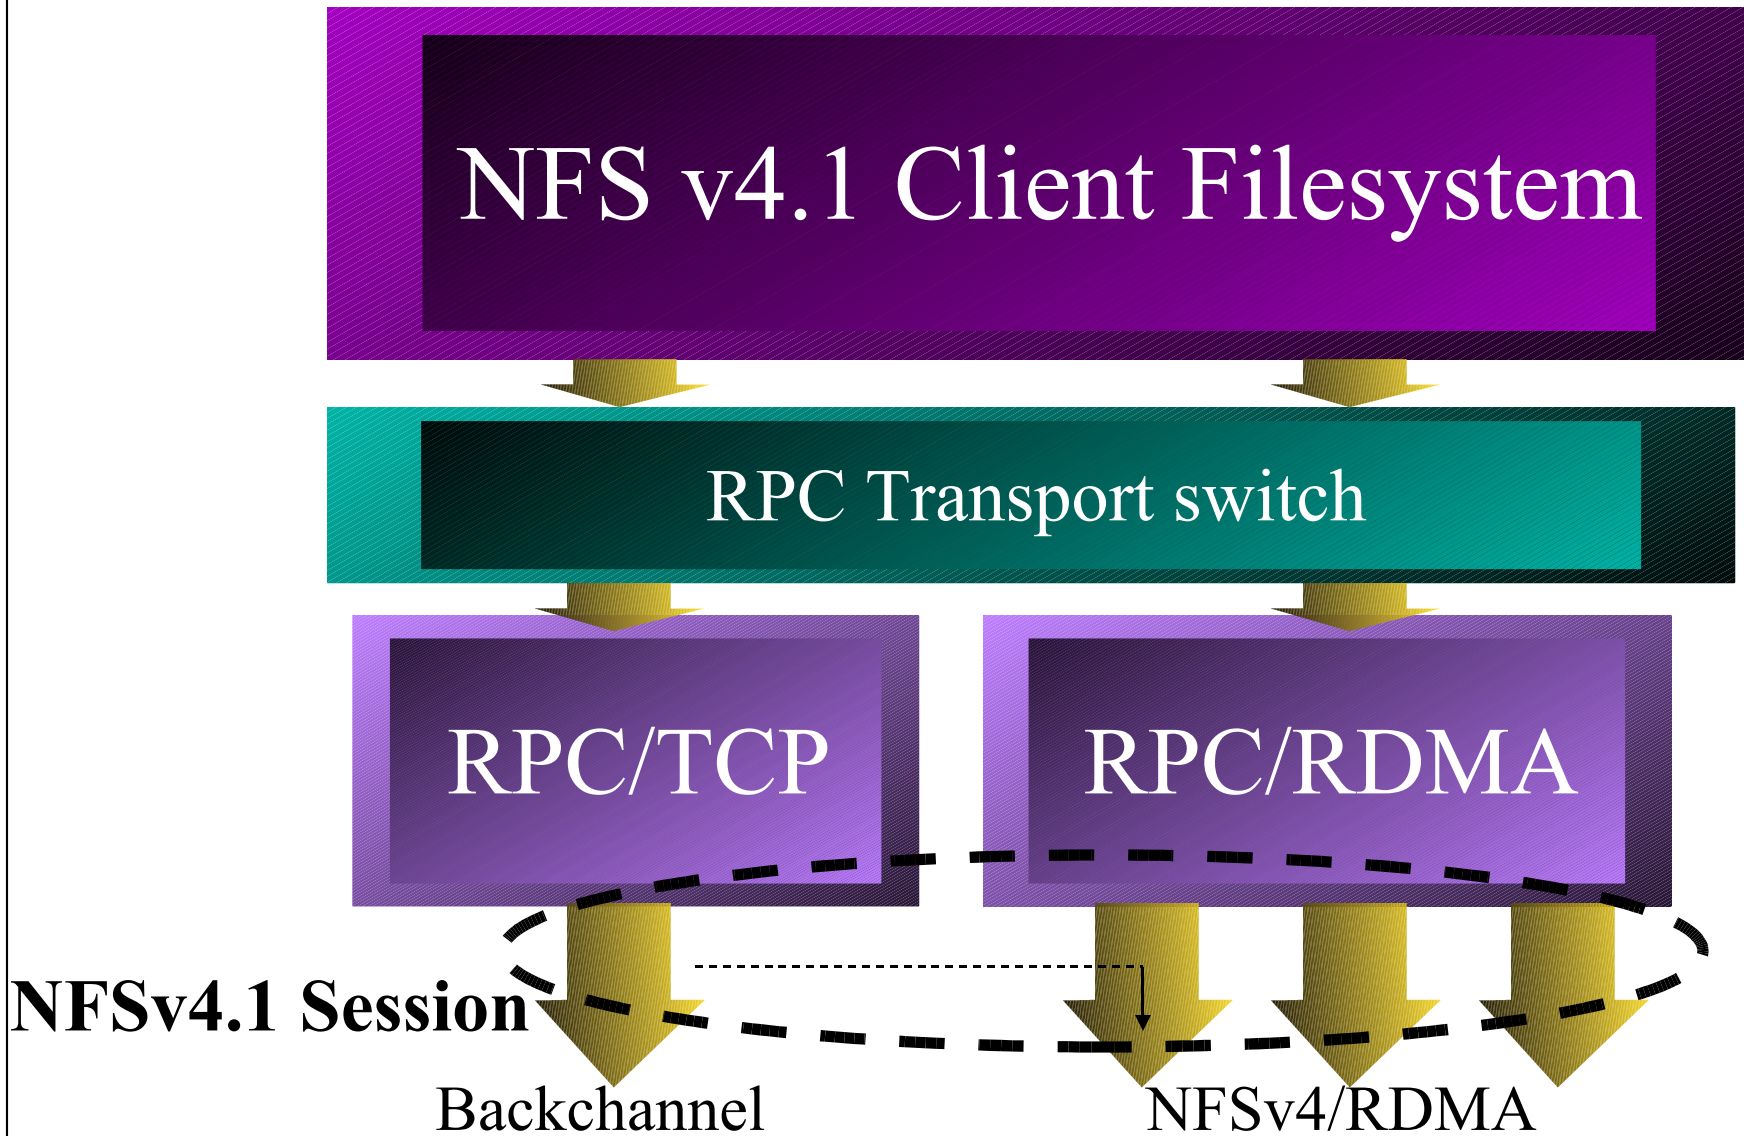 NFS v4.1 Client Filesystem
RPC Transport switch
RPC/TCP
RPC/RDMA
NFSv4.1 Session
Backchannel
NFSv4/RDMA